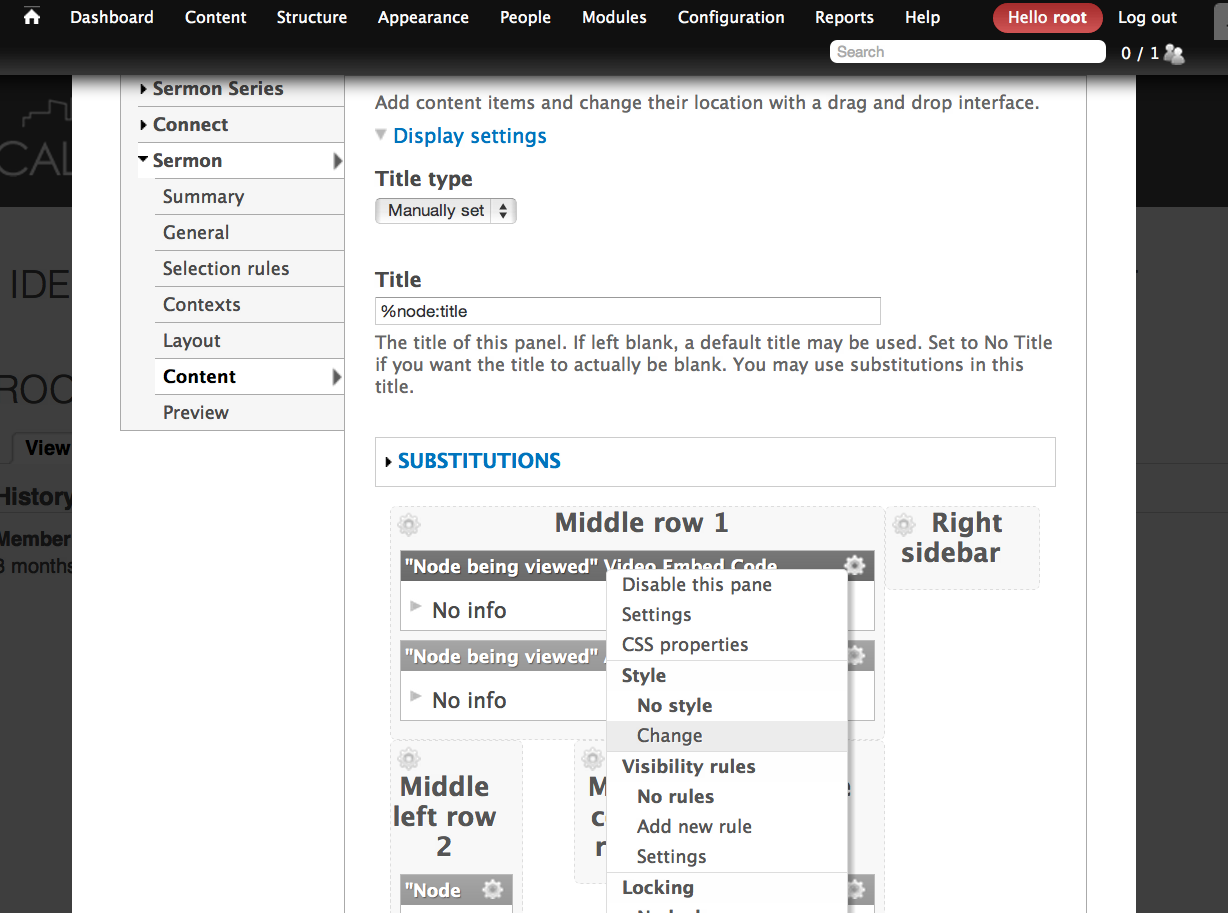 Dashboard Content Structure Appearance People Modules Configuration Reports Help Hello root Log out
Search 0 / 1
CAL
IDE
ROO
View
History
Member
3 months
Sermon Series
Connect
Sermon
Summary
General
Selection rules
Contexts
Layout
Content
Preview
Add content items and change their location with a drag and drop interface.
Display settings
Title type
Manually set
Title
%node:title
The title of this panel. If left blank, a default title may be used. Set to No Title
if you want the title to actually be blank. You may use substitutions in this
title.
SUBSTITUTIONS
Middle row 1
Right
sidebar
"Node being viewed" Video Embed Code
No info
"Node being viewed"
No info
Middle
left row
2
"Node
Disable this pane
Settings
CSS properties
Style
No style
Change
Visibility rules
No rules
Add new rule
Settings
Locking